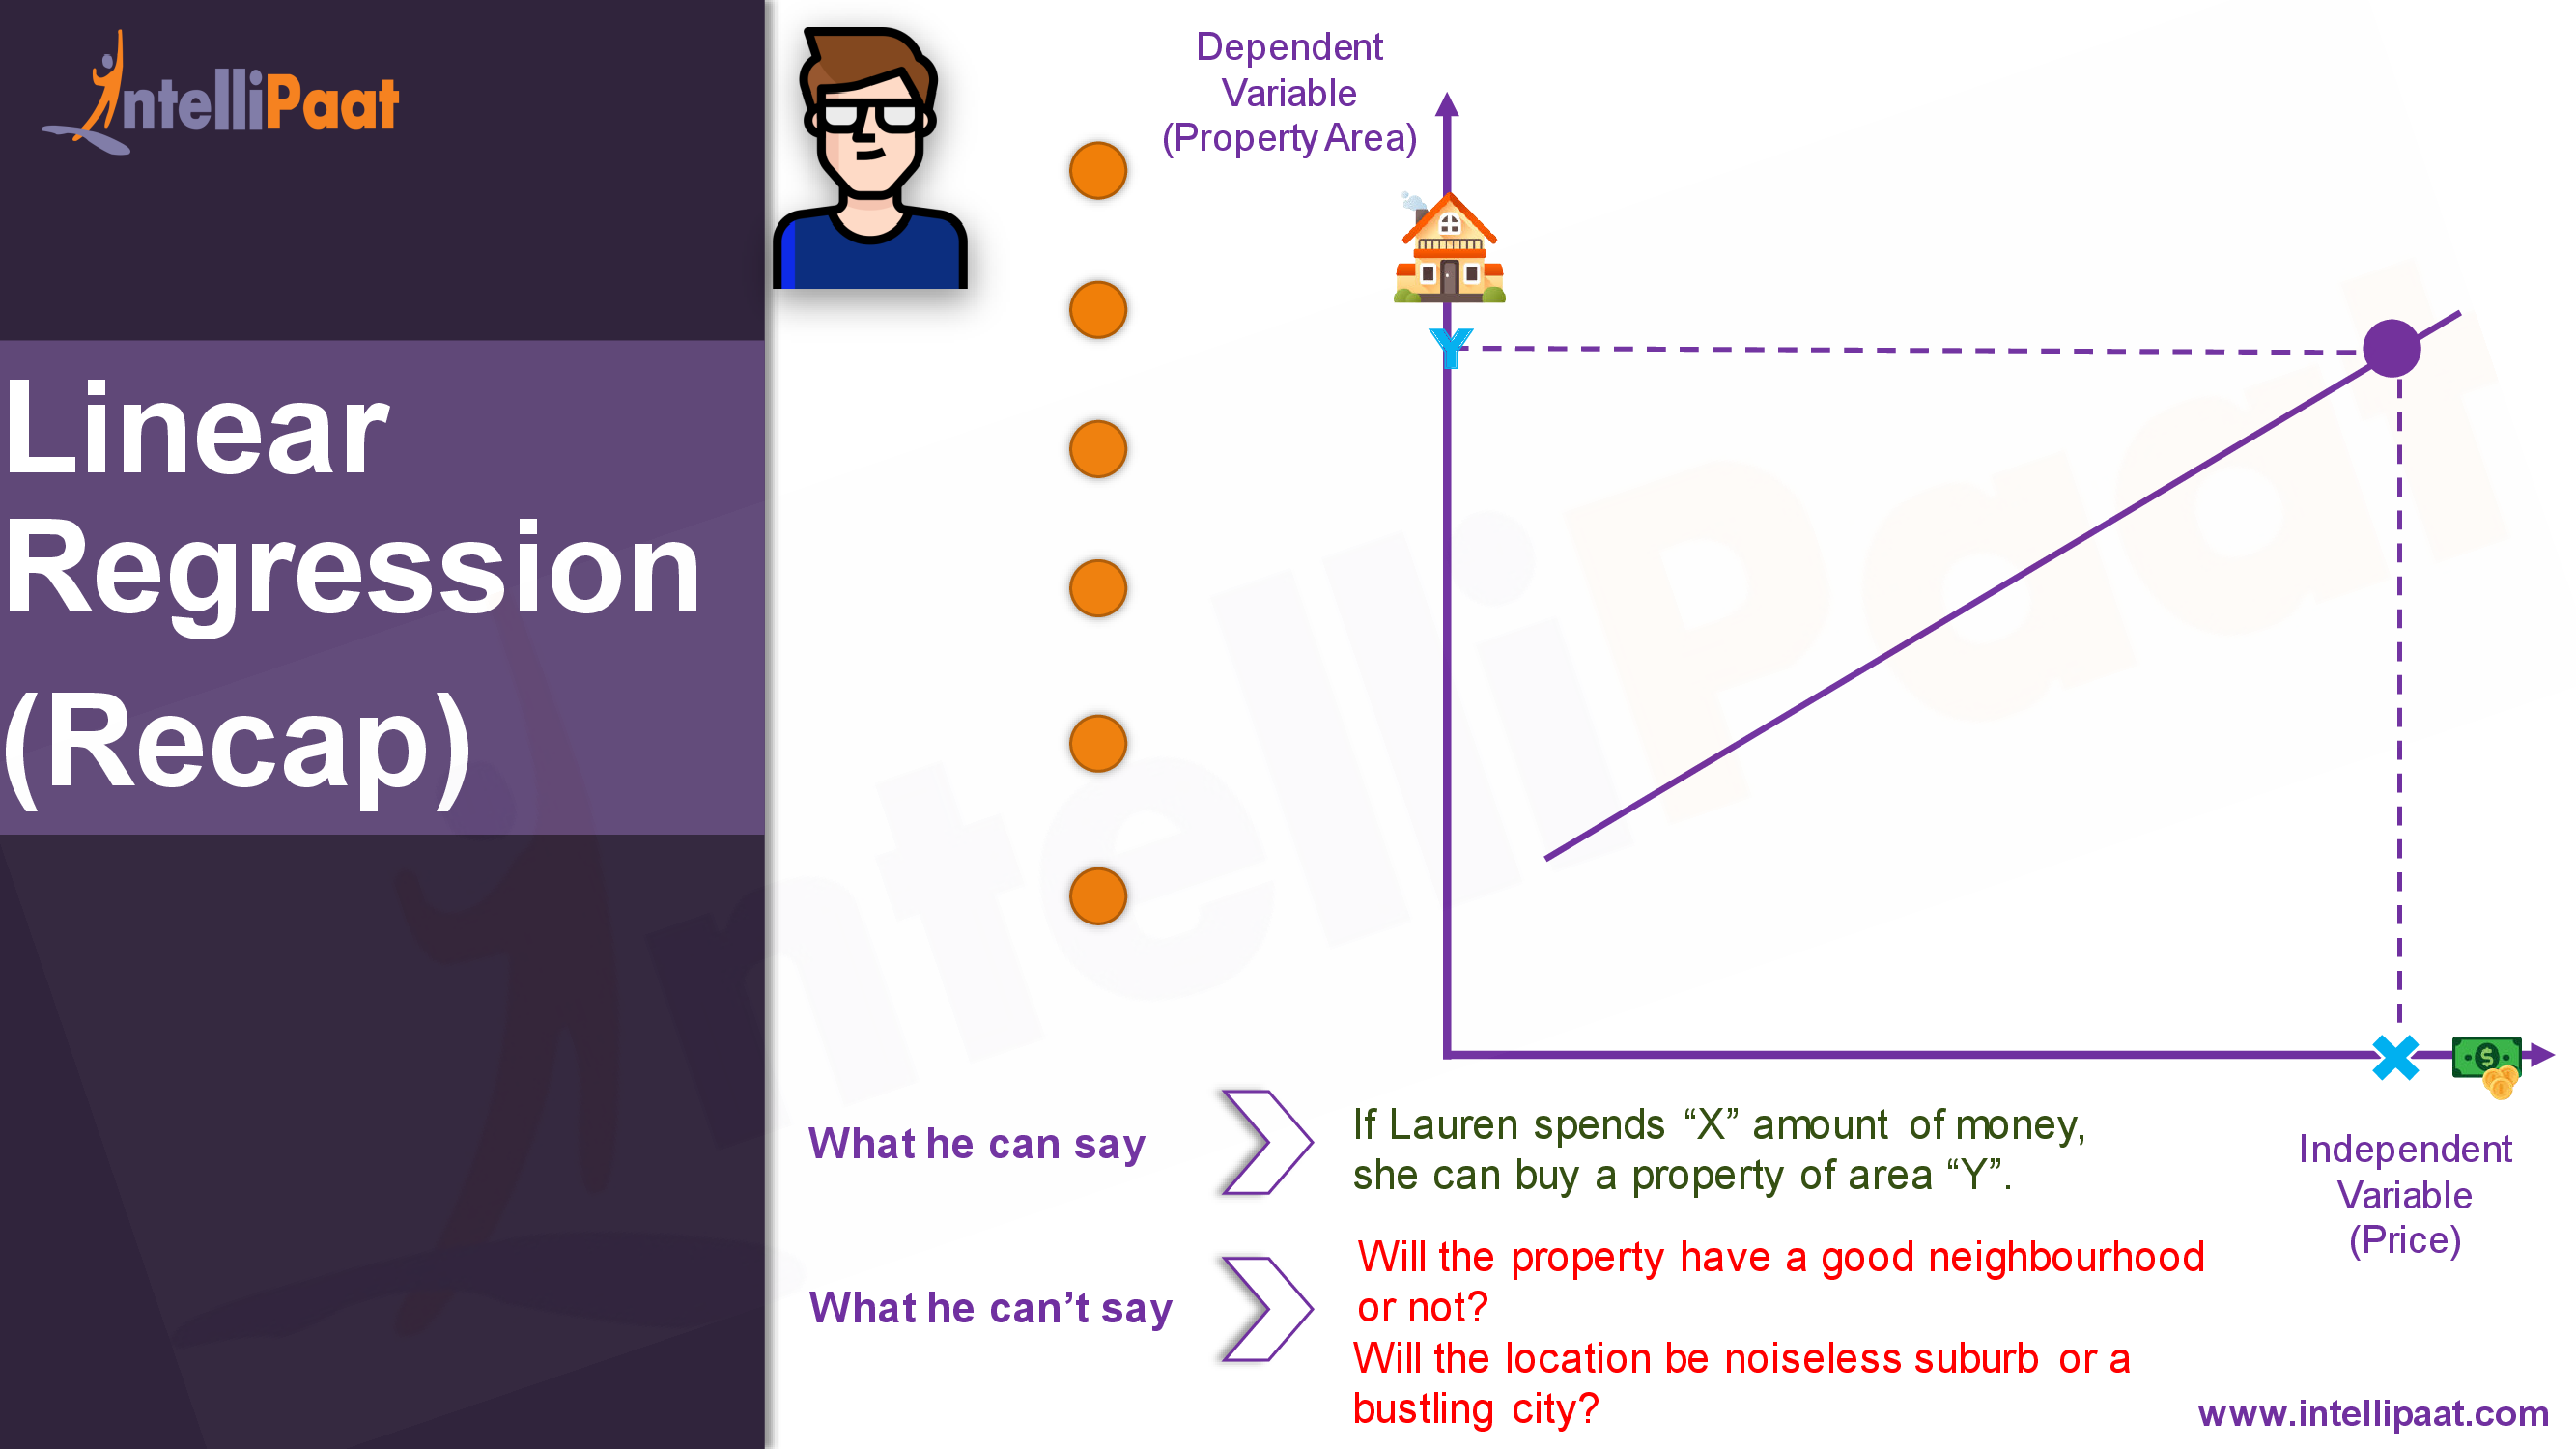 IntelliPaat
Linear
Regression
(Recap)
Dependent
Variable
(Property Area)
Y
X
Independent
Variable
(Price)
What he can say
If Lauren spends “X” amount of money,
she can buy a property of area “Y”.
What he can’t say
Will the property have a good neighbourhood
or not?
Will the location be noiseless suburb or a
bustling city?
www.intellipaat.com
IntelliPaat